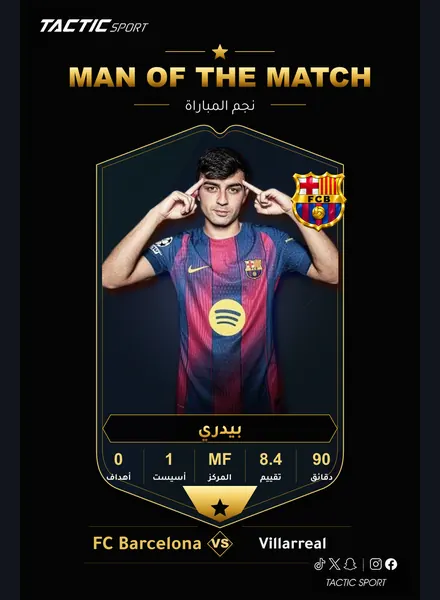 TACTIC SPORT
MAN OF THE MATCH
نجم المباراة
FCB
بيدري
90 8.4 MF 1 0
دقائق تقييم المركز أسيست أهداف
FC Barcelona VS Villarreal
TACTIC SPORT